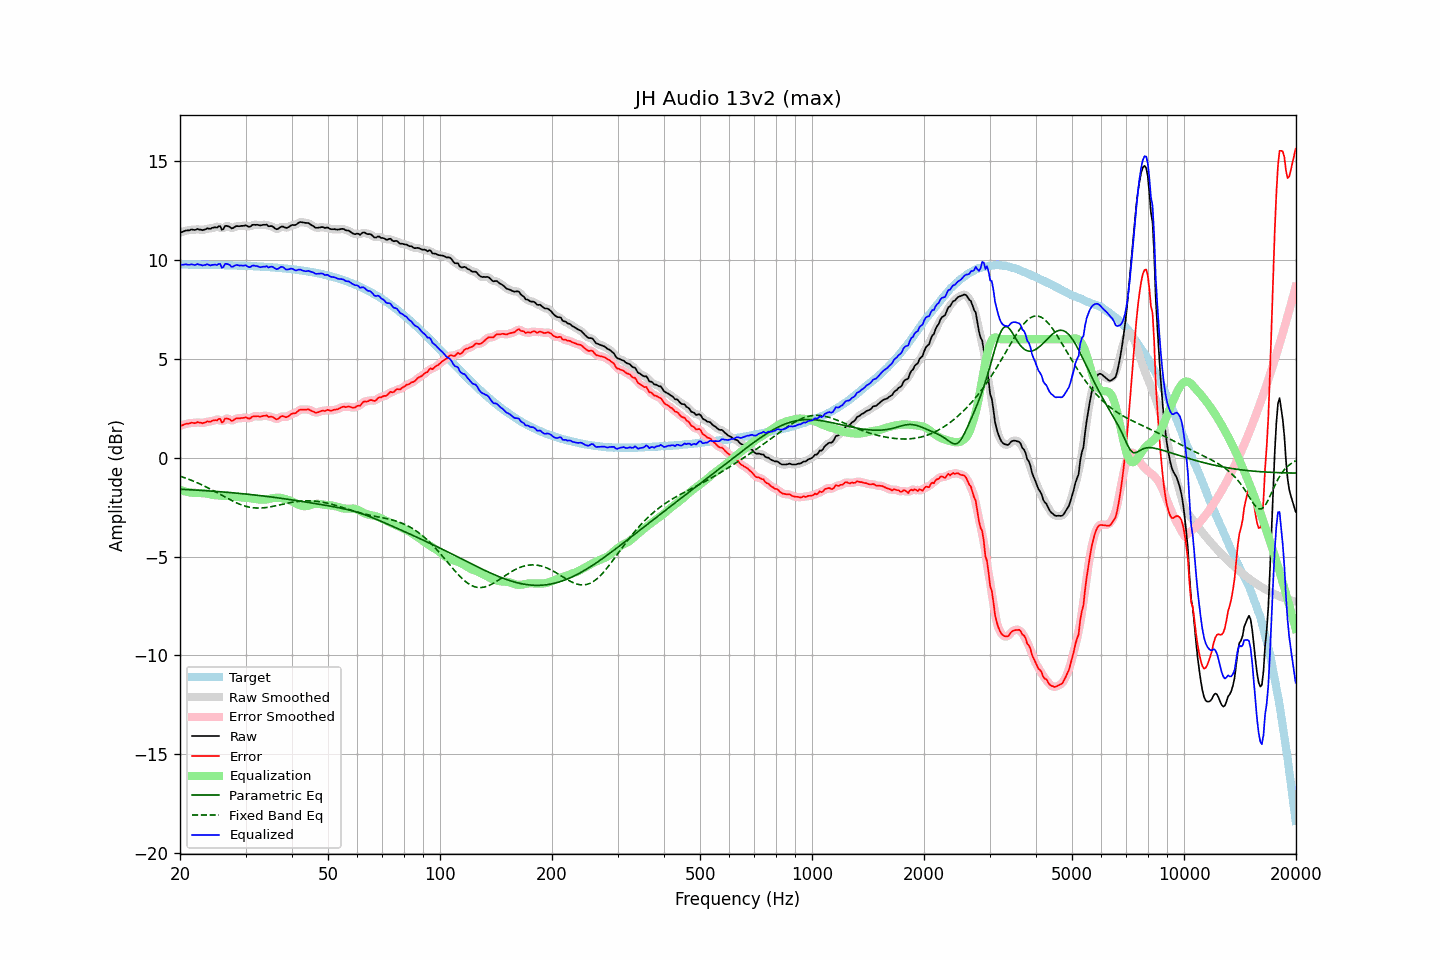 JH Audio 13v2 (max)
15
10
5
0
−5
−10
−15
−20
Amplitude (dBr)
Target
Raw Smoothed
Error Smoothed
Raw
Error
Equalization
Parametric Eq
Fixed Band Eq
Equalized
20 50 100 200 500 1000 2000 5000 10000 20000
Frequency (Hz)